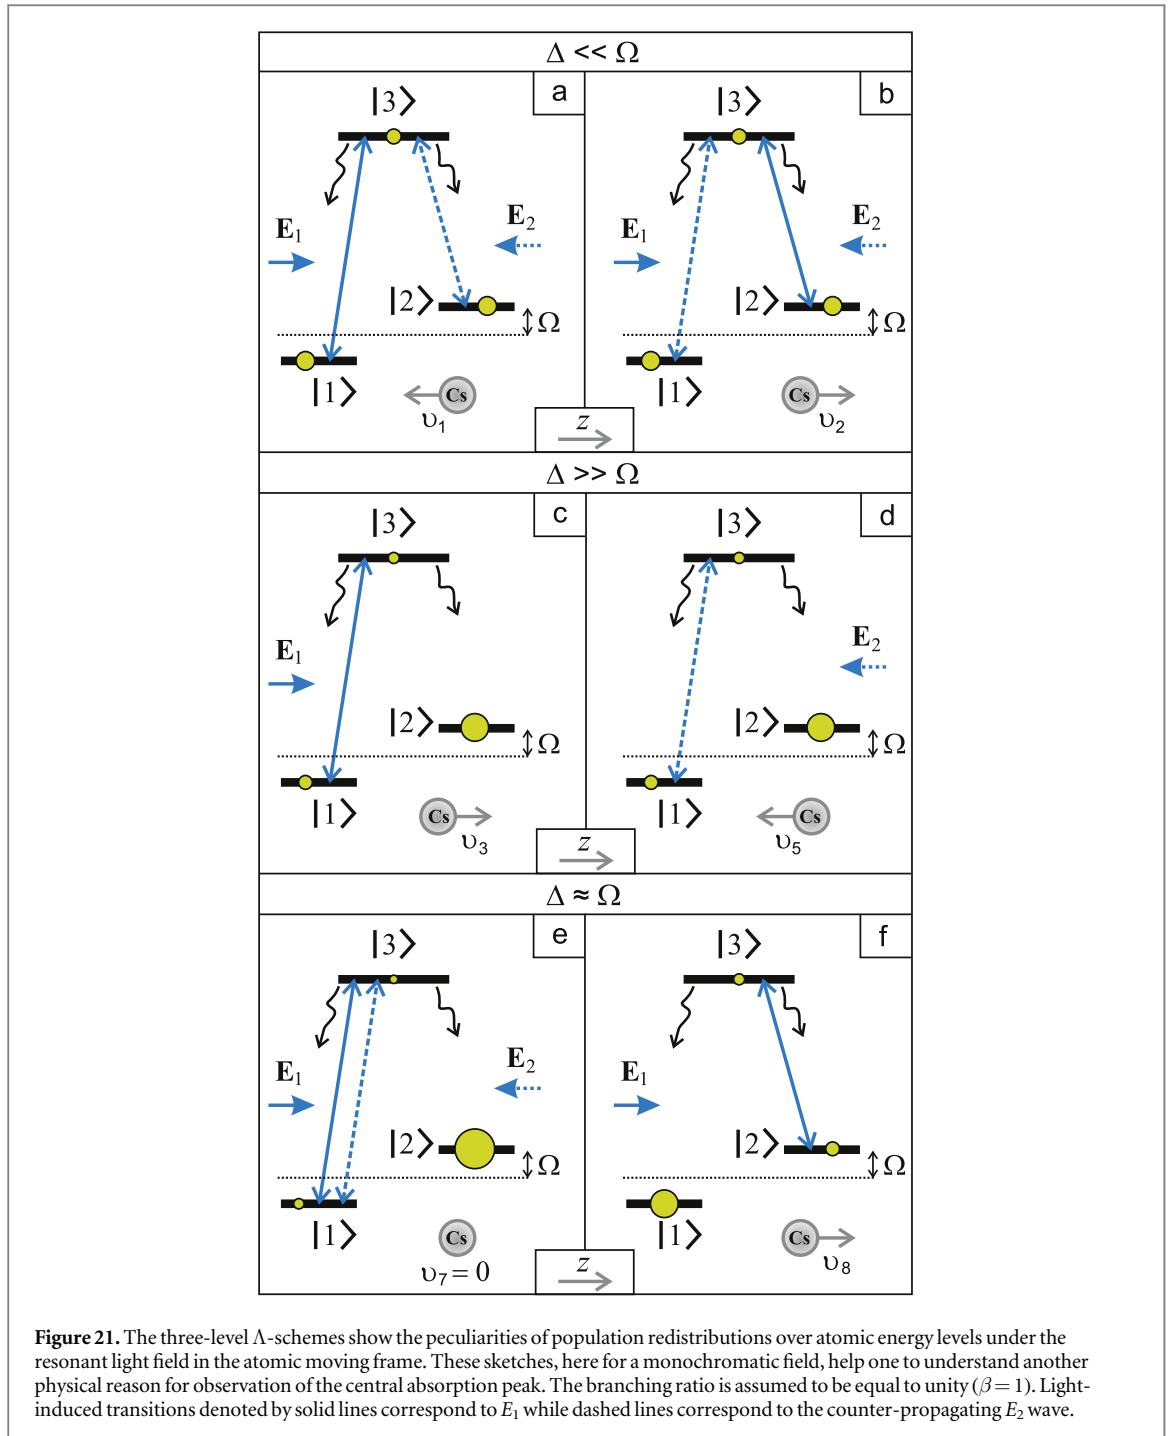 Δ << Ω
a
b
|3⟩
|3⟩
E₁
E₂
E₁
E₂
|2⟩
Ω
|2⟩
Ω
|1⟩
Cs
υ₁
|1⟩
Cs
υ₂
z
Δ >> Ω
c
d
|3⟩
|3⟩
E₁
E₂
|2⟩
Ω
|2⟩
Ω
|1⟩
Cs
υ₃
|1⟩
Cs
υ₅
z
Δ ≈ Ω
e
f
|3⟩
|3⟩
E₁
E₂
E₁
|2⟩
Ω
|2⟩
Ω
|1⟩
Cs
υ₇ = 0
|1⟩
Cs
υ₈
z
Figure 21. The three-level Λ-schemes show the peculiarities of population redistributions over atomic energy levels under the
resonant light field in the atomic moving frame. These sketches, here for a monochromatic field, help one to understand another
physical reason for observation of the central absorption peak. The branching ratio is assumed to be equal to unity (β = 1). Light-
induced transitions denoted by solid lines correspond to E₁ while dashed lines correspond to the counter-propagating E₂ wave.